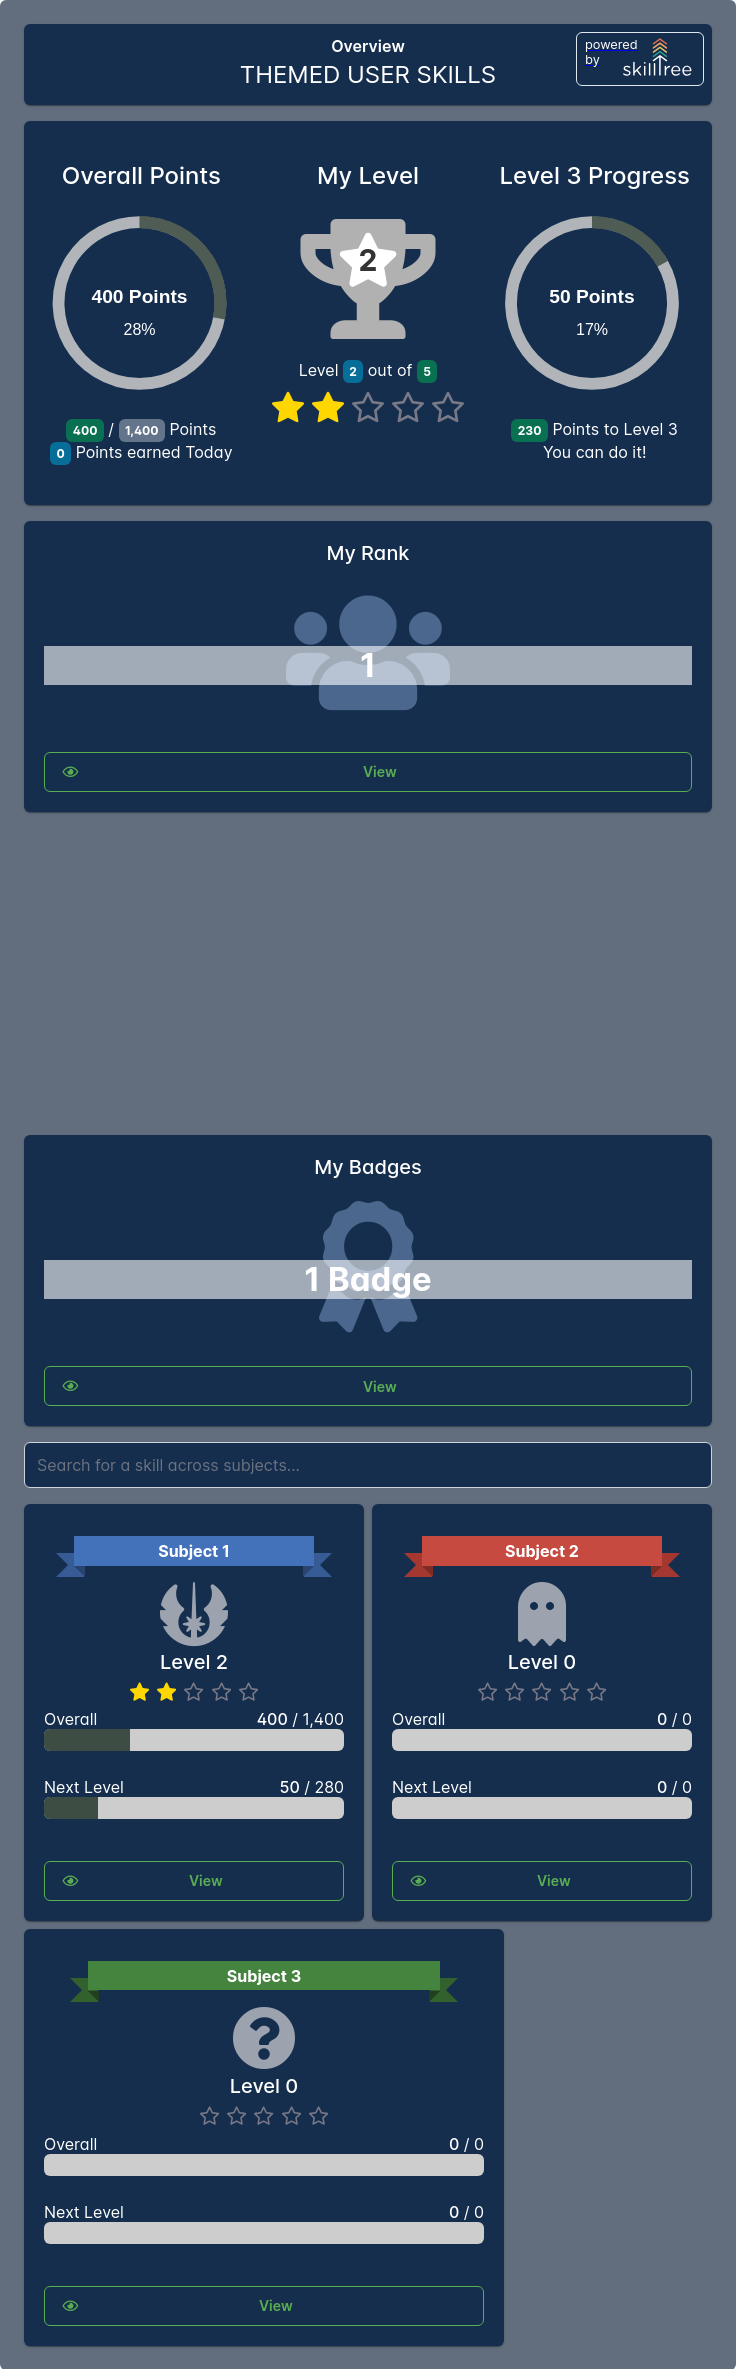 Overview
THEMED USER SKILLS
powered
by
skilltree
Overall Points
My Level
Level 3 Progress
400 Points
28%
2
50 Points
17%
Level 2 out of 5
400 / 1,400 Points
0 Points earned Today
230 Points to Level 3
You can do it!
My Rank
1
View
My Badges
1 Badge
View
Search for a skill across subjects...
Subject 1
Level 2
Overall 400 / 1,400
Next Level 50 / 280
View
Subject 2
Level 0
Overall 0 / 0
Next Level 0 / 0
View
Subject 3
Level 0
Overall 0 / 0
Next Level 0 / 0
View